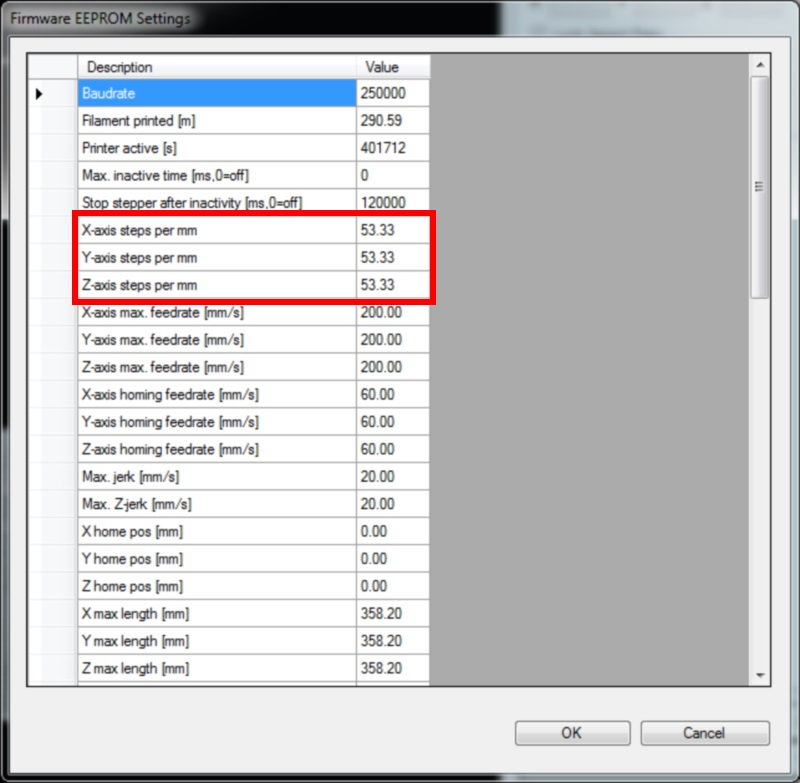 Firmware EEPROM Settings
Description Value
Baudrate 250000
Filament printed [m] 290.59
Printer active [s] 401712
Max. inactive time [ms,0=off] 0
Stop stepper after inactivity [ms,0=off] 120000
X-axis steps per mm 53.33
Y-axis steps per mm 53.33
Z-axis steps per mm 53.33
X-axis max. feedrate [mm/s] 200.00
Y-axis max. feedrate [mm/s] 200.00
Z-axis max. feedrate [mm/s] 200.00
X-axis homing feedrate [mm/s] 60.00
Y-axis homing feedrate [mm/s] 60.00
Z-axis homing feedrate [mm/s] 60.00
Max. jerk [mm/s] 20.00
Max. Z-jerk [mm/s] 20.00
X home pos [mm] 0.00
Y home pos [mm] 0.00
Z home pos [mm] 0.00
X max length [mm] 358.20
Y max length [mm] 358.20
Z max length [mm] 358.20
OK Cancel